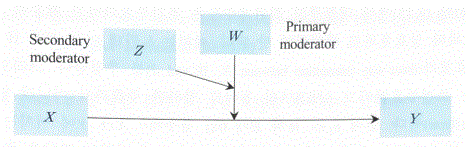 Secondary
moderator
Z
W
Primary
moderator
X
Y